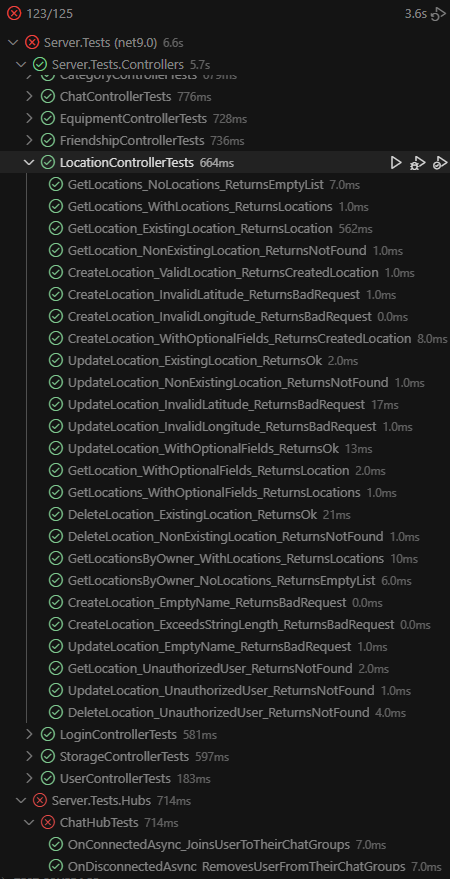 123/125 3.6s
Server.Tests (net9.0) 6.6s
Server.Tests.Controllers 5.7s
CategoryControllerTests 679ms
ChatControllerTests 776ms
EquipmentControllerTests 728ms
FriendshipControllerTests 736ms
LocationControllerTests 664ms
GetLocations_NoLocations_ReturnsEmptyList 7.0ms
GetLocations_WithLocations_ReturnsLocations 1.0ms
GetLocation_ExistingLocation_ReturnsLocation 562ms
GetLocation_NonExistingLocation_ReturnsNotFound 1.0ms
CreateLocation_ValidLocation_ReturnsCreatedLocation 1.0ms
CreateLocation_InvalidLatitude_ReturnsBadRequest 1.0ms
CreateLocation_InvalidLongitude_ReturnsBadRequest 0.0ms
CreateLocation_WithOptionalFields_ReturnsCreatedLocation 8.0ms
UpdateLocation_ExistingLocation_ReturnsOk 2.0ms
UpdateLocation_NonExistingLocation_ReturnsNotFound 1.0ms
UpdateLocation_InvalidLatitude_ReturnsBadRequest 17ms
UpdateLocation_InvalidLongitude_ReturnsBadRequest 1.0ms
UpdateLocation_WithOptionalFields_ReturnsOk 13ms
GetLocation_WithOptionalFields_ReturnsLocation 2.0ms
GetLocations_WithOptionalFields_ReturnsLocations 1.0ms
DeleteLocation_ExistingLocation_ReturnsOk 21ms
DeleteLocation_NonExistingLocation_ReturnsNotFound 1.0ms
GetLocationsByOwner_WithLocations_ReturnsLocations 10ms
GetLocationsByOwner_NoLocations_ReturnsEmptyList 6.0ms
CreateLocation_EmptyName_ReturnsBadRequest 0.0ms
CreateLocation_ExceedsStringLength_ReturnsBadRequest 0.0ms
UpdateLocation_EmptyName_ReturnsBadRequest 1.0ms
GetLocation_UnauthorizedUser_ReturnsNotFound 2.0ms
UpdateLocation_UnauthorizedUser_ReturnsNotFound 1.0ms
DeleteLocation_UnauthorizedUser_ReturnsNotFound 4.0ms
LoginControllerTests 581ms
StorageControllerTests 597ms
UserControllerTests 183ms
Server.Tests.Hubs 714ms
ChatHubTests 714ms
OnConnectedAsync_JoinsUserToTheirChatGroups 7.0ms
OnDisconnectedAsync_RemovesUserFromTheirChatGroups 7.0ms